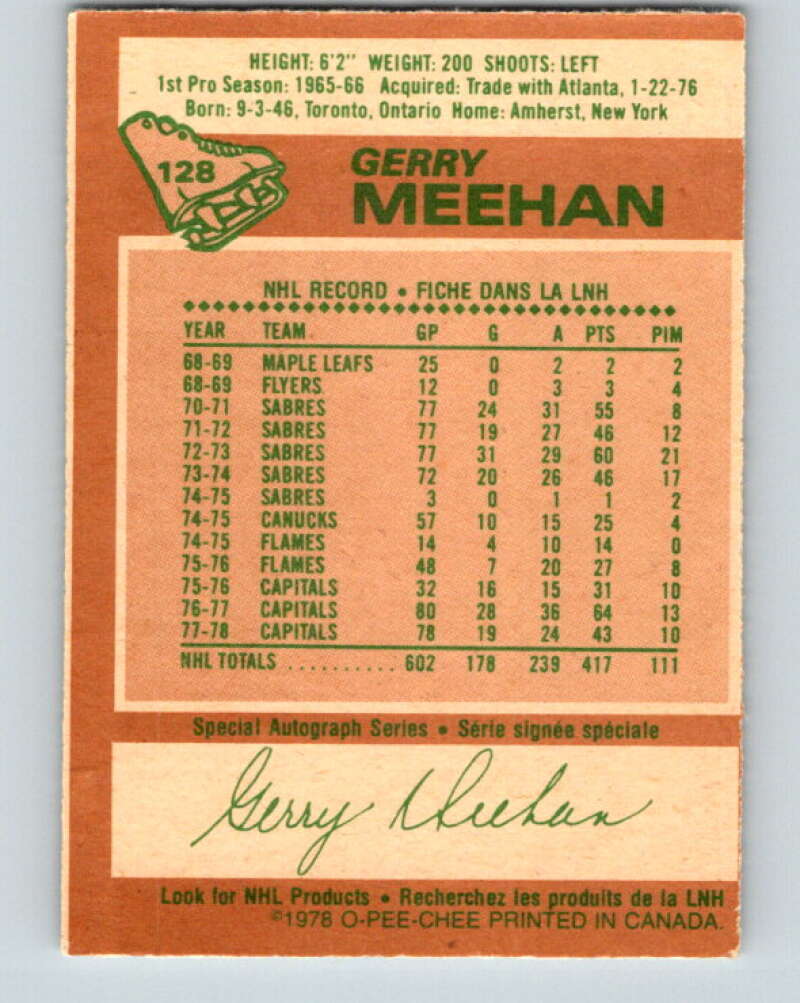 HEIGHT: 6'2" WEIGHT: 200 SHOOTS: LEFT
1st Pro Season: 1965-66 Acquired: Trade with Atlanta, 1-22-76
Born: 9-3-46, Toronto, Ontario Home: Amherst, New York
128
GERRY
MEEHAN
NHL RECORD • FICHE DANS LA LNH
YEAR TEAM GP G A PTS PIM
68-69 MAPLE LEAFS 25 0 2 2 2
68-69 FLYERS 12 0 3 3 4
70-71 SABRES 77 24 31 55 8
71-72 SABRES 77 19 27 46 12
72-73 SABRES 77 31 29 60 21
73-74 SABRES 72 20 26 46 17
74-75 SABRES 3 0 1 1 2
74-75 CANUCKS 57 10 15 25 4
74-75 FLAMES 14 4 10 14 0
75-76 FLAMES 48 7 20 27 8
75-76 CAPITALS 32 16 15 31 10
76-77 CAPITALS 80 28 36 64 13
77-78 CAPITALS 78 19 24 43 10
NHL TOTALS .......... 602 178 239 417 111
Special Autograph Series • Série signée spéciale
Gerry Meehan
Look for NHL Products • Recherchez les produits de la LNH
©1978 O-PEE-CHEE PRINTED IN CANADA.